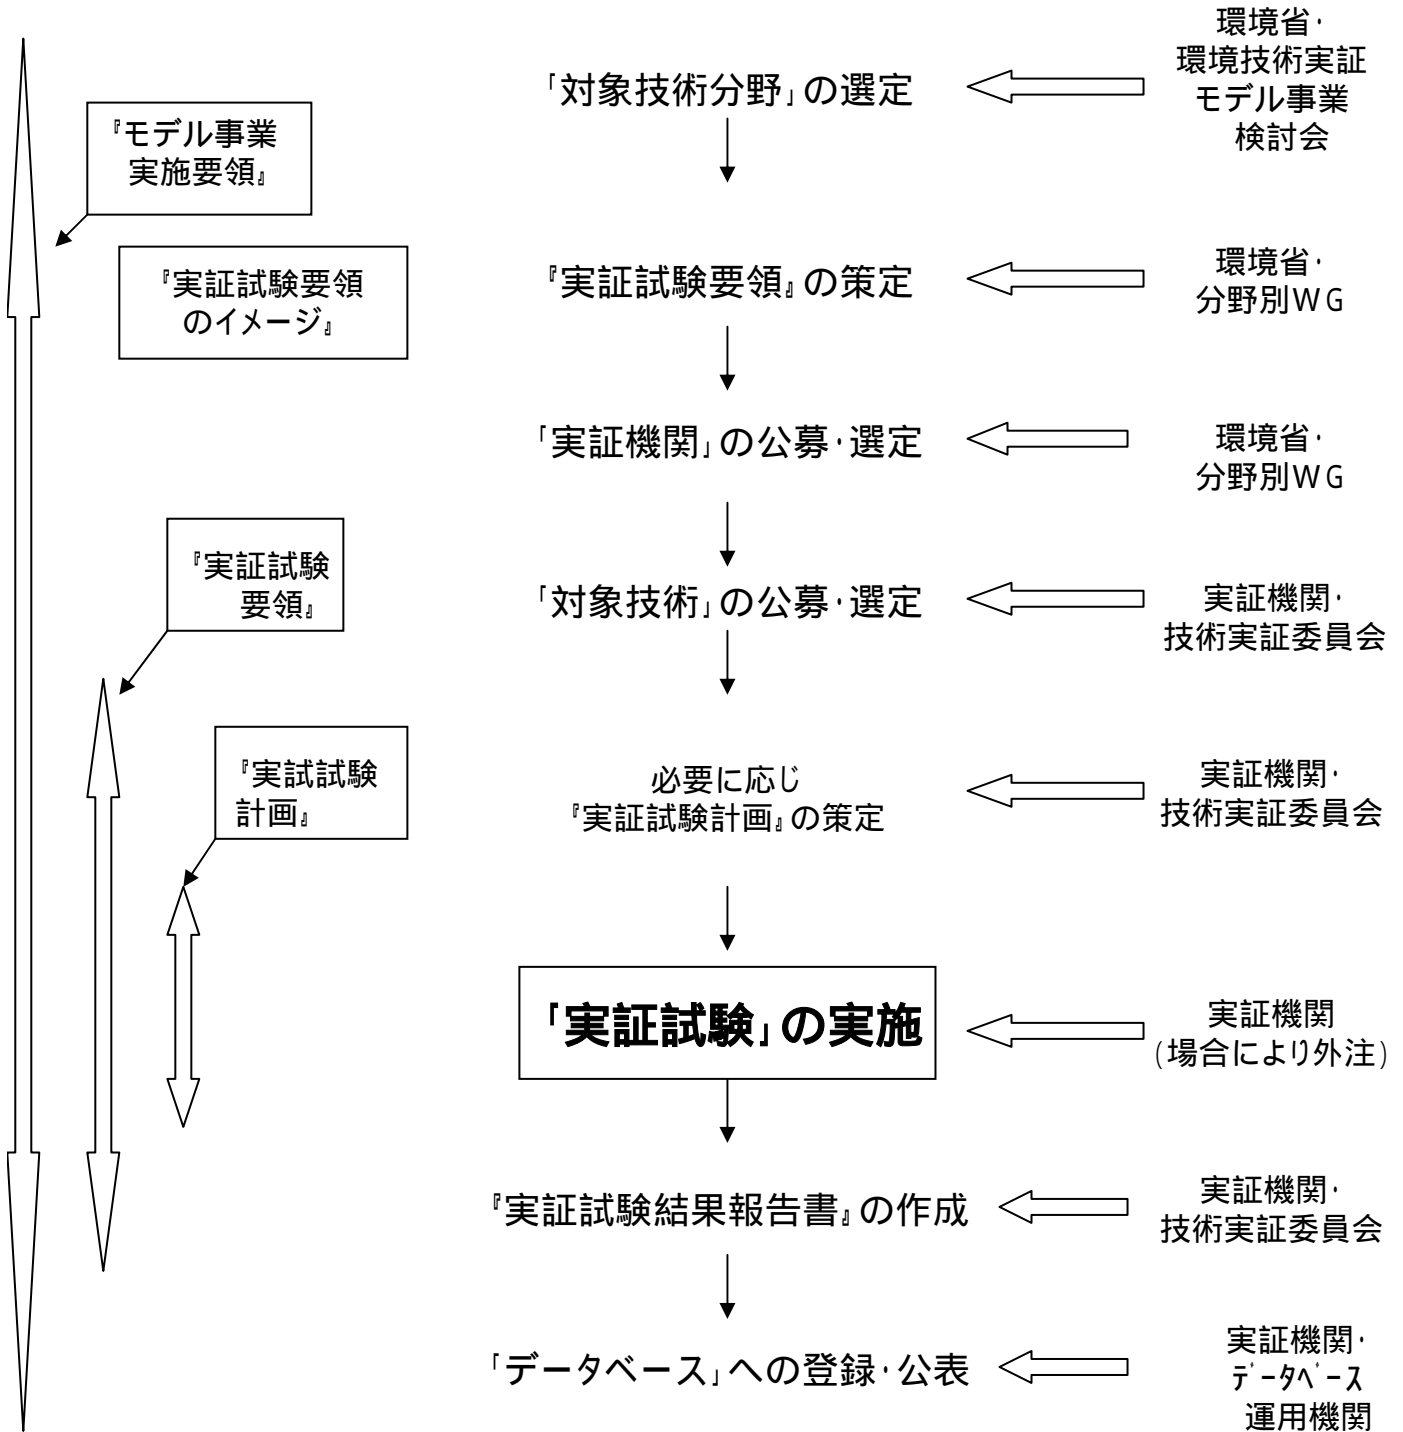 環境省・
環境技術実証
モデル事業
検討会
「対象技術分野」の選定
『モデル事業
実施要領』
『実証試験要領
のイメージ』
『実証試験要領』の策定
環境省・
分野別WG
「実証機関」の公募・選定
環境省・
分野別WG
『実証試験
要領』
「対象技術」の公募・選定
実証機関・
技術実証委員会
『実試試験
計画』
必要に応じ
『実証試験計画』の策定
実証機関・
技術実証委員会
「実証試験」の実施
実証機関
(場合により外注)
『実証試験結果報告書』の作成
実証機関・
技術実証委員会
「データベース」への登録・公表
実証機関・
ﾃﾞｰﾀﾍﾞｰｽ
運用機関